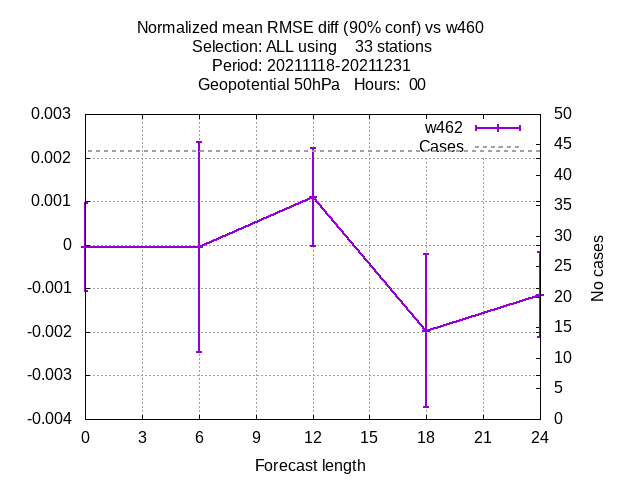 Normalized mean RMSE diff (90% conf) vs w460
Selection: ALL using    33 stations
Period: 20211118-20211231
Geopotential 50hPa   Hours:  00
w462
Cases
0.003
0.002
0.001
0
-0.001
-0.002
-0.003
-0.004
50
45
40
35
30
25
20
15
10
5
0
No cases
0 3 6 9 12 15 18 21 24
Forecast length